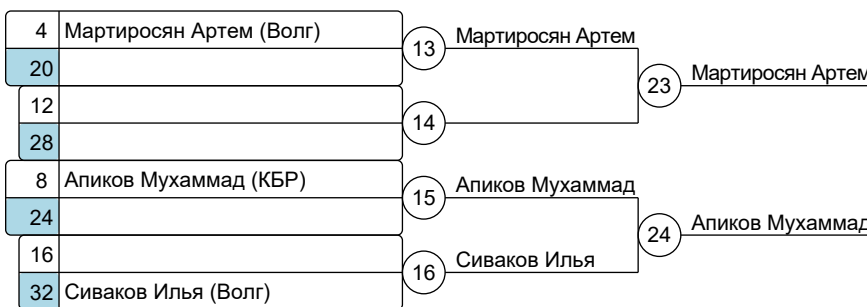 4 Мартиросян Артем (Волг)
20
12
28
8 Апиков Мухаммад (КБР)
24
16
32 Сиваков Илья (Волг)
13 Мартиросян Артем
14
15 Апиков Мухаммад
16 Сиваков Илья
23 Мартиросян Артем
24 Апиков Мухаммад